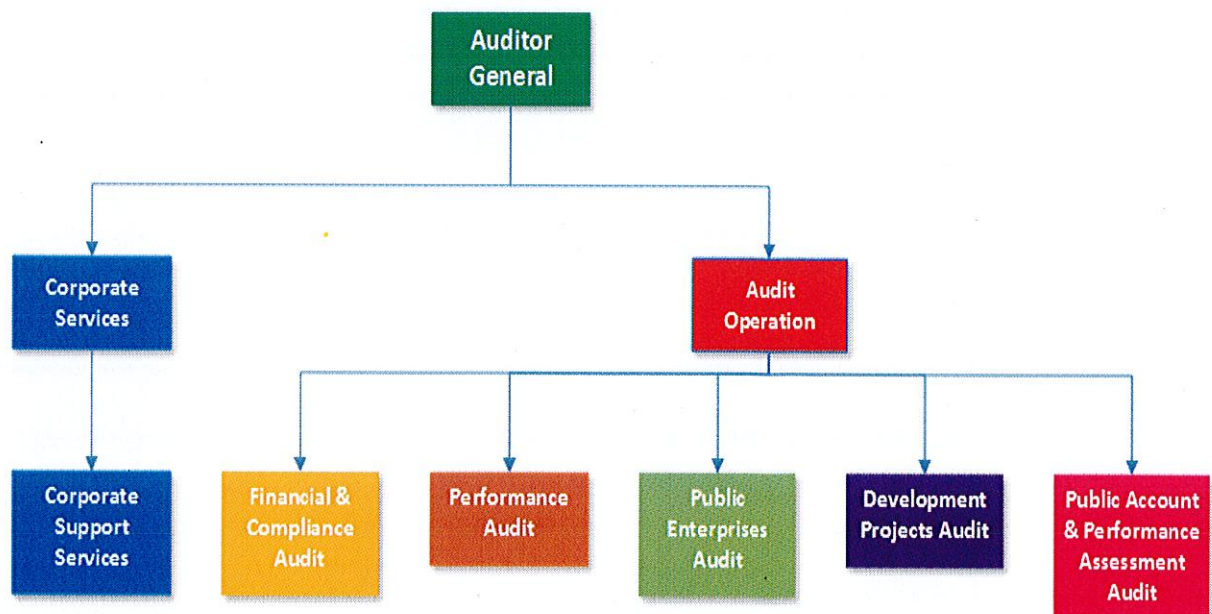 Auditor
General
Corporate
Services
Audit
Operation
Corporate
Support
Services
Financial &
Compliance
Audit
Performance
Audit
Public
Enterprises
Audit
Development
Projects Audit
Public Account
& Performance
Assessment
Audit